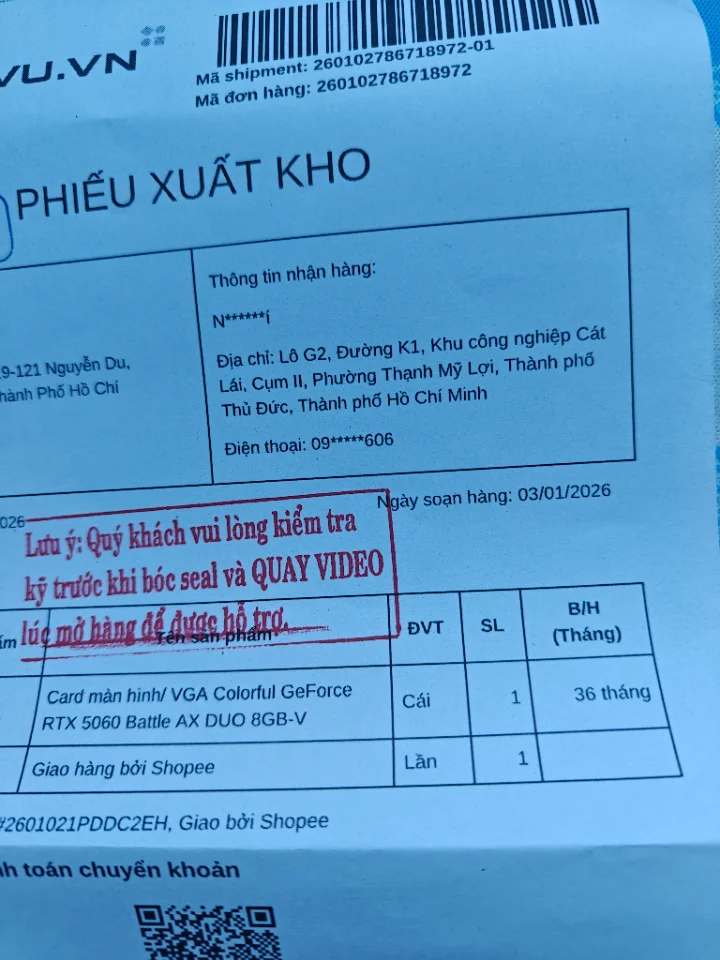 VU.VN
Mã shipment: 260102786718972-01
Mã đơn hàng: 260102786718972
PHIẾU XUẤT KHO
Thông tin nhận hàng:
N******í
Địa chỉ: Lô G2, Đường K1, Khu công nghiệp Cát
Lái, Cụm II, Phường Thạnh Mỹ Lợi, Thành phố
Thủ Đức, Thành phố Hồ Chí Minh
Điện thoại: 09*****606
9-121 Nguyễn Du,
hành Phố Hồ Chí
026
Ngày soạn hàng: 03/01/2026
Lưu ý: Quý khách vui lòng kiểm tra
kỹ trước khi bóc seal và QUAY VIDEO
lúc mở hàng để được hỗ trợ.
Tên sản phẩm
ĐVT
SL
B/H
(Tháng)
Card màn hình/ VGA Colorful GeForce
RTX 5060 Battle AX DUO 8GB-V
Cái
1
36 tháng
Giao hàng bởi Shopee
Lần
1
#2601021PDDC2EH, Giao bởi Shopee
nh toán chuyển khoản